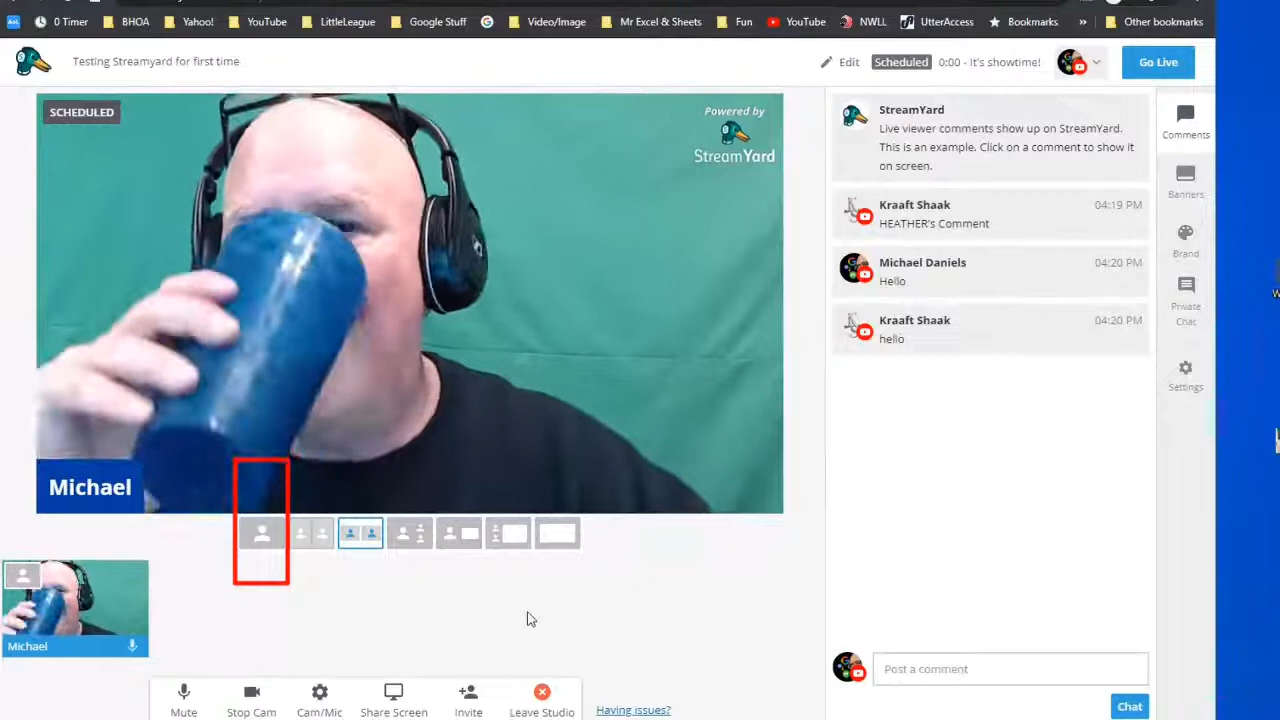 0 Timer
BHOA
Yahoo!
YouTube
LittleLeague
Google Stuff
Video/Image
Mr Excel & Sheets
Fun
YouTube
NWLL
UtterAccess
Bookmarks
»
Other bookmarks
Testing Streamyard for first time
Edit
Scheduled
0:00 - It's showtime!
Go Live
SCHEDULED
Powered by
StreamYard
StreamYard
Live viewer comments show up on StreamYard.
This is an example. Click on a comment to show it
on screen.
Kraaft Shaak 04:19 PM
HEATHER's Comment
Michael Daniels 04:20 PM
Hello
Kraaft Shaak 04:20 PM
hello
Comments
Banners
Brand
Private
Chat
Settings
Michael
Michael
Post a comment
Chat
Mute
Stop Cam
Cam/Mic
Share Screen
Invite
Leave Studio
Having issues?